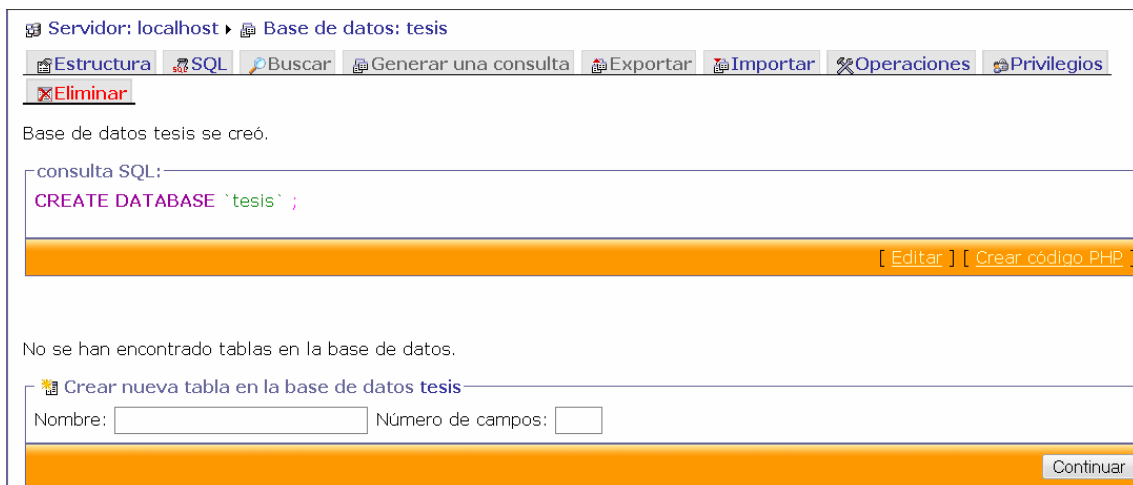 Servidor: localhost ▸ Base de datos: tesis
Estructura SQL Buscar Generar una consulta Exportar Importar Operaciones Privilegios
Eliminar
Base de datos tesis se creó.
consulta SQL:
CREATE DATABASE `tesis` ;
[ Editar ] [ Crear código PHP ]
No se han encontrado tablas en la base de datos.
Crear nueva tabla en la base de datos tesis
Nombre: Número de campos:
Continuar